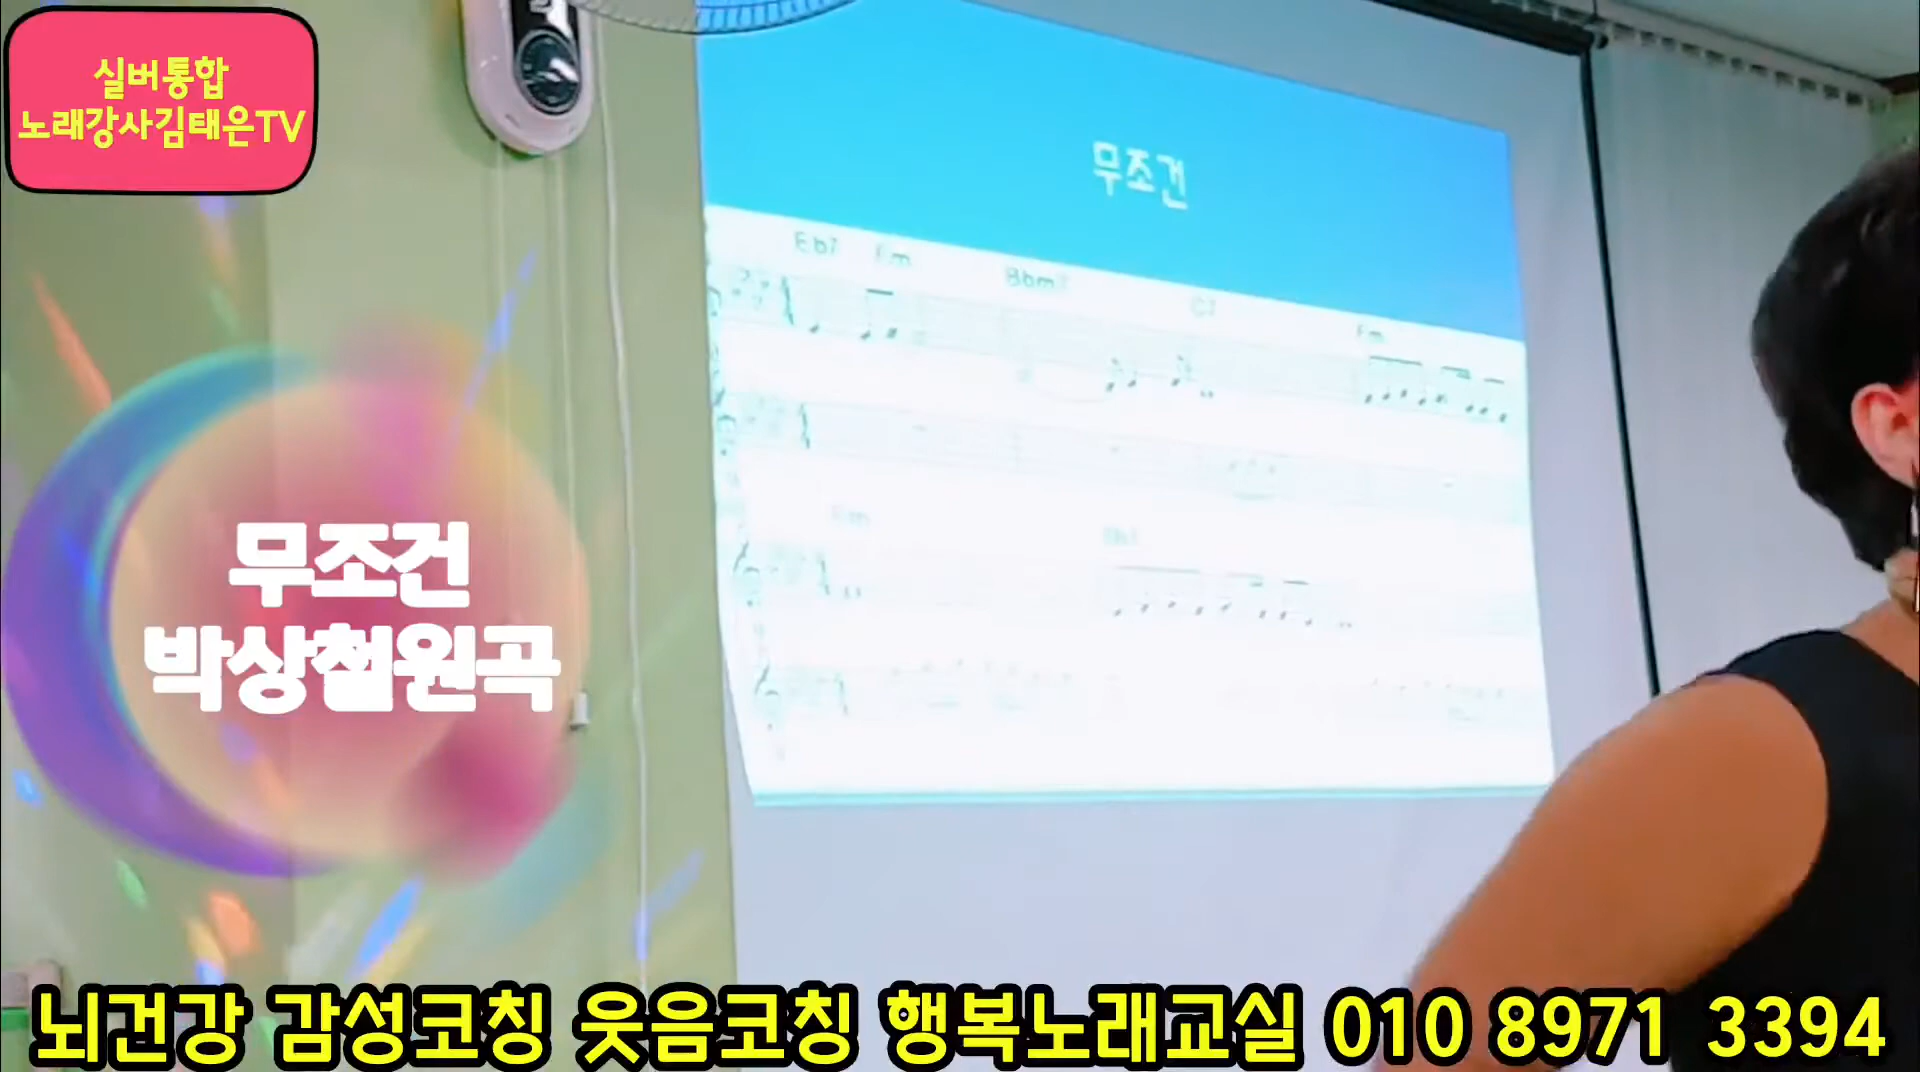 실버통합
노래강사김태은TV
무조건
Eb7 Fm Bbm7 C7 Fm
무조건
박상철원곡
뇌건강 감성코칭 웃음코칭 행복노래교실 010 8971 3394